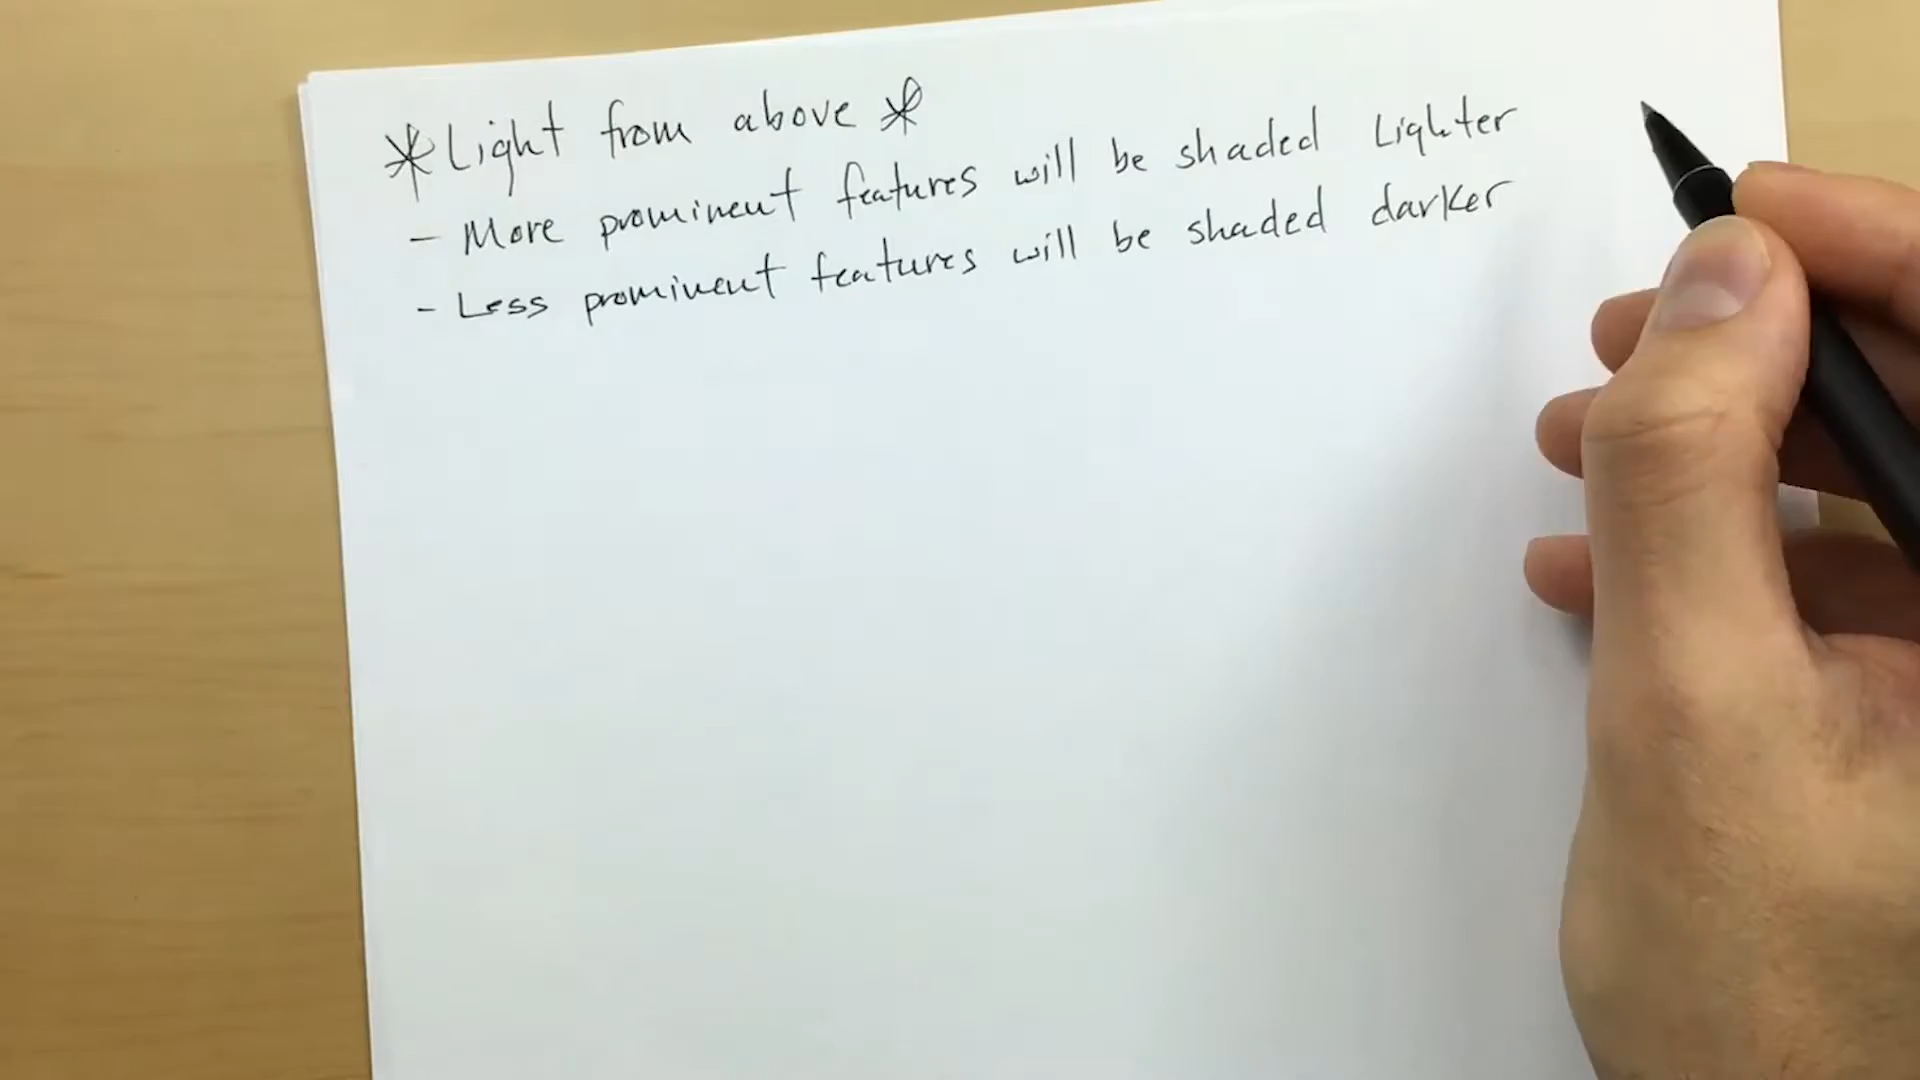 *Light from above*
- More prominent features will be shaded Lighter
- Less prominent features will be shaded darker